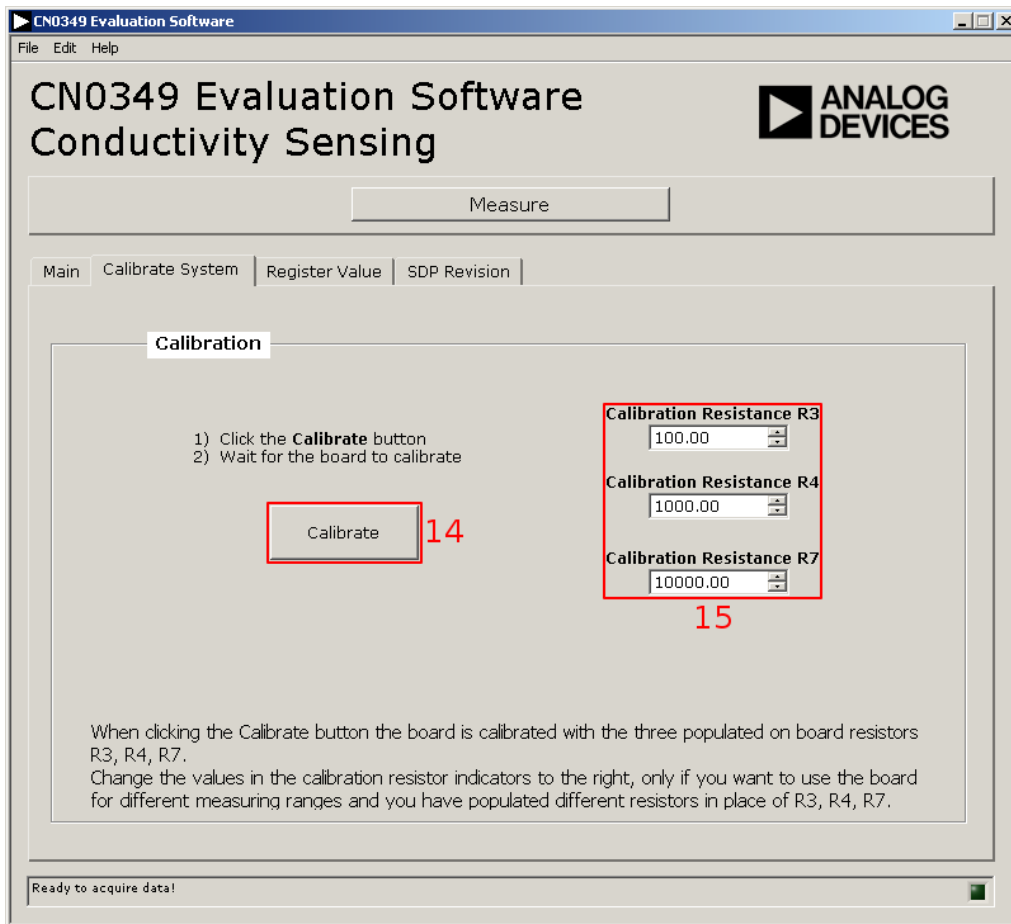 CN0349 Evaluation Software
File Edit Help
CN0349 Evaluation Software
Conductivity Sensing
ANALOG
DEVICES
Measure
Main Calibrate System Register Value SDP Revision
Calibration
1) Click the Calibrate button
2) Wait for the board to calibrate
Calibrate
14
Calibration Resistance R3
100.00
Calibration Resistance R4
1000.00
Calibration Resistance R7
10000.00
15
When clicking the Calibrate button the board is calibrated with the three populated on board resistors
R3, R4, R7.
Change the values in the calibration resistor indicators to the right, only if you want to use the board
for different measuring ranges and you have populated different resistors in place of R3, R4, R7.
Ready to acquire data!